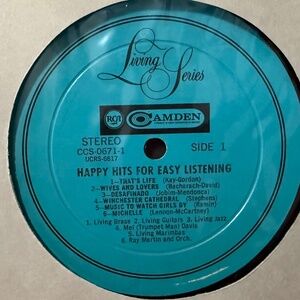 Living
Series
RCA
CAMDEN
STEREO
CCS-0671-1
UCRS-6817
SIDE 1
HAPPY HITS FOR EASY LISTENING
1—THAT'S LIFE (Kay-Gordon)
2—WIVES AND LOVERS (Bacharach-David)
3—DESAFINADO (Jobim-Mendonca)
4—WINCHESTER CATHEDRAL (Stephens)
5—MUSIC TO WATCH GIRLS BY (Ramin)
6—MICHELLE (Lennon-McCartney)
1. Living Brass 2. Living Guitars 3. Living Jazz
4. Mel (Trumpet Man) Davis
5. Living Marimbas
6. Ray Martin and Orch.